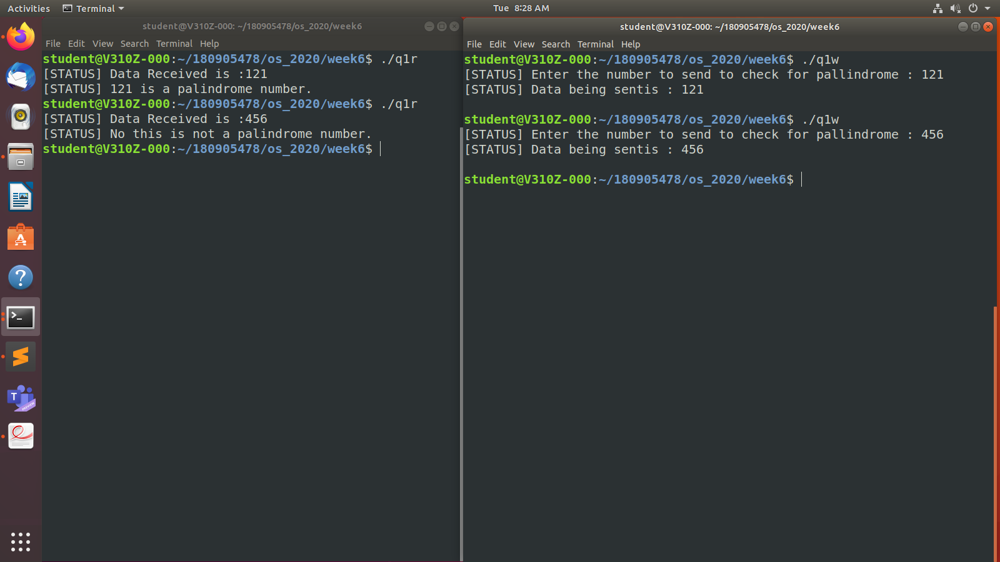 Activities Terminal Tue 8:28 AM
student@V310Z-000: ~/180905478/os_2020/week6
File Edit View Search Terminal Help
student@V310Z-000:~/180905478/os_2020/week6$ ./q1r
[STATUS] Data Received is :121
[STATUS] 121 is a palindrome number.
student@V310Z-000:~/180905478/os_2020/week6$ ./q1r
[STATUS] Data Received is :456
[STATUS] No this is not a palindrome number.
student@V310Z-000:~/180905478/os_2020/week6$
student@V310Z-000: ~/180905478/os_2020/week6
File Edit View Search Terminal Help
student@V310Z-000:~/180905478/os_2020/week6$ ./q1w
[STATUS] Enter the number to send to check for pallindrome : 121
[STATUS] Data being sentis : 121
student@V310Z-000:~/180905478/os_2020/week6$ ./q1w
[STATUS] Enter the number to send to check for pallindrome : 456
[STATUS] Data being sentis : 456
student@V310Z-000:~/180905478/os_2020/week6$
T
PREVIEW